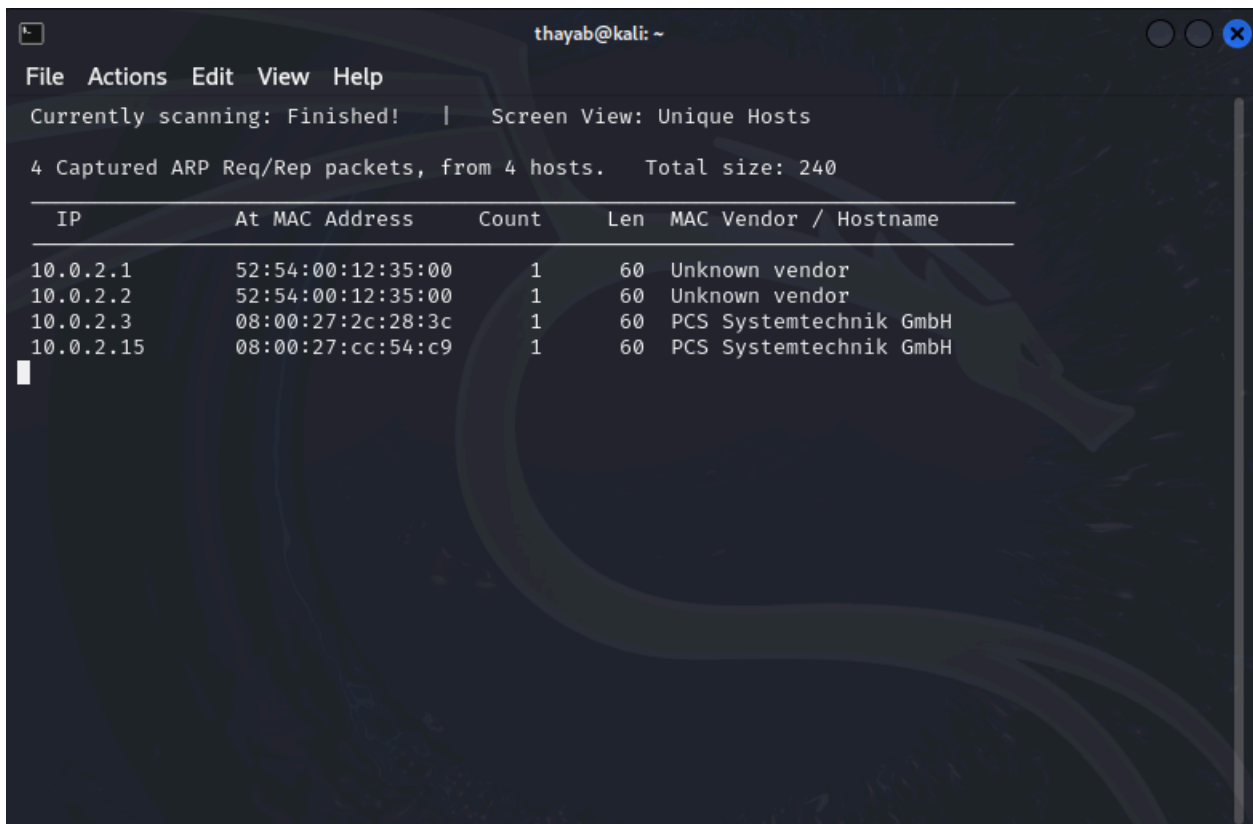 thayab@kali: ~
File Actions Edit View Help
Currently scanning: Finished! | Screen View: Unique Hosts
4 Captured ARP Req/Rep packets, from 4 hosts. Total size: 240
IP At MAC Address Count Len MAC Vendor / Hostname
10.0.2.1 52:54:00:12:35:00 1 60 Unknown vendor
10.0.2.2 52:54:00:12:35:00 1 60 Unknown vendor
10.0.2.3 08:00:27:2c:28:3c 1 60 PCS Systemtechnik GmbH
10.0.2.15 08:00:27:cc:54:c9 1 60 PCS Systemtechnik GmbH